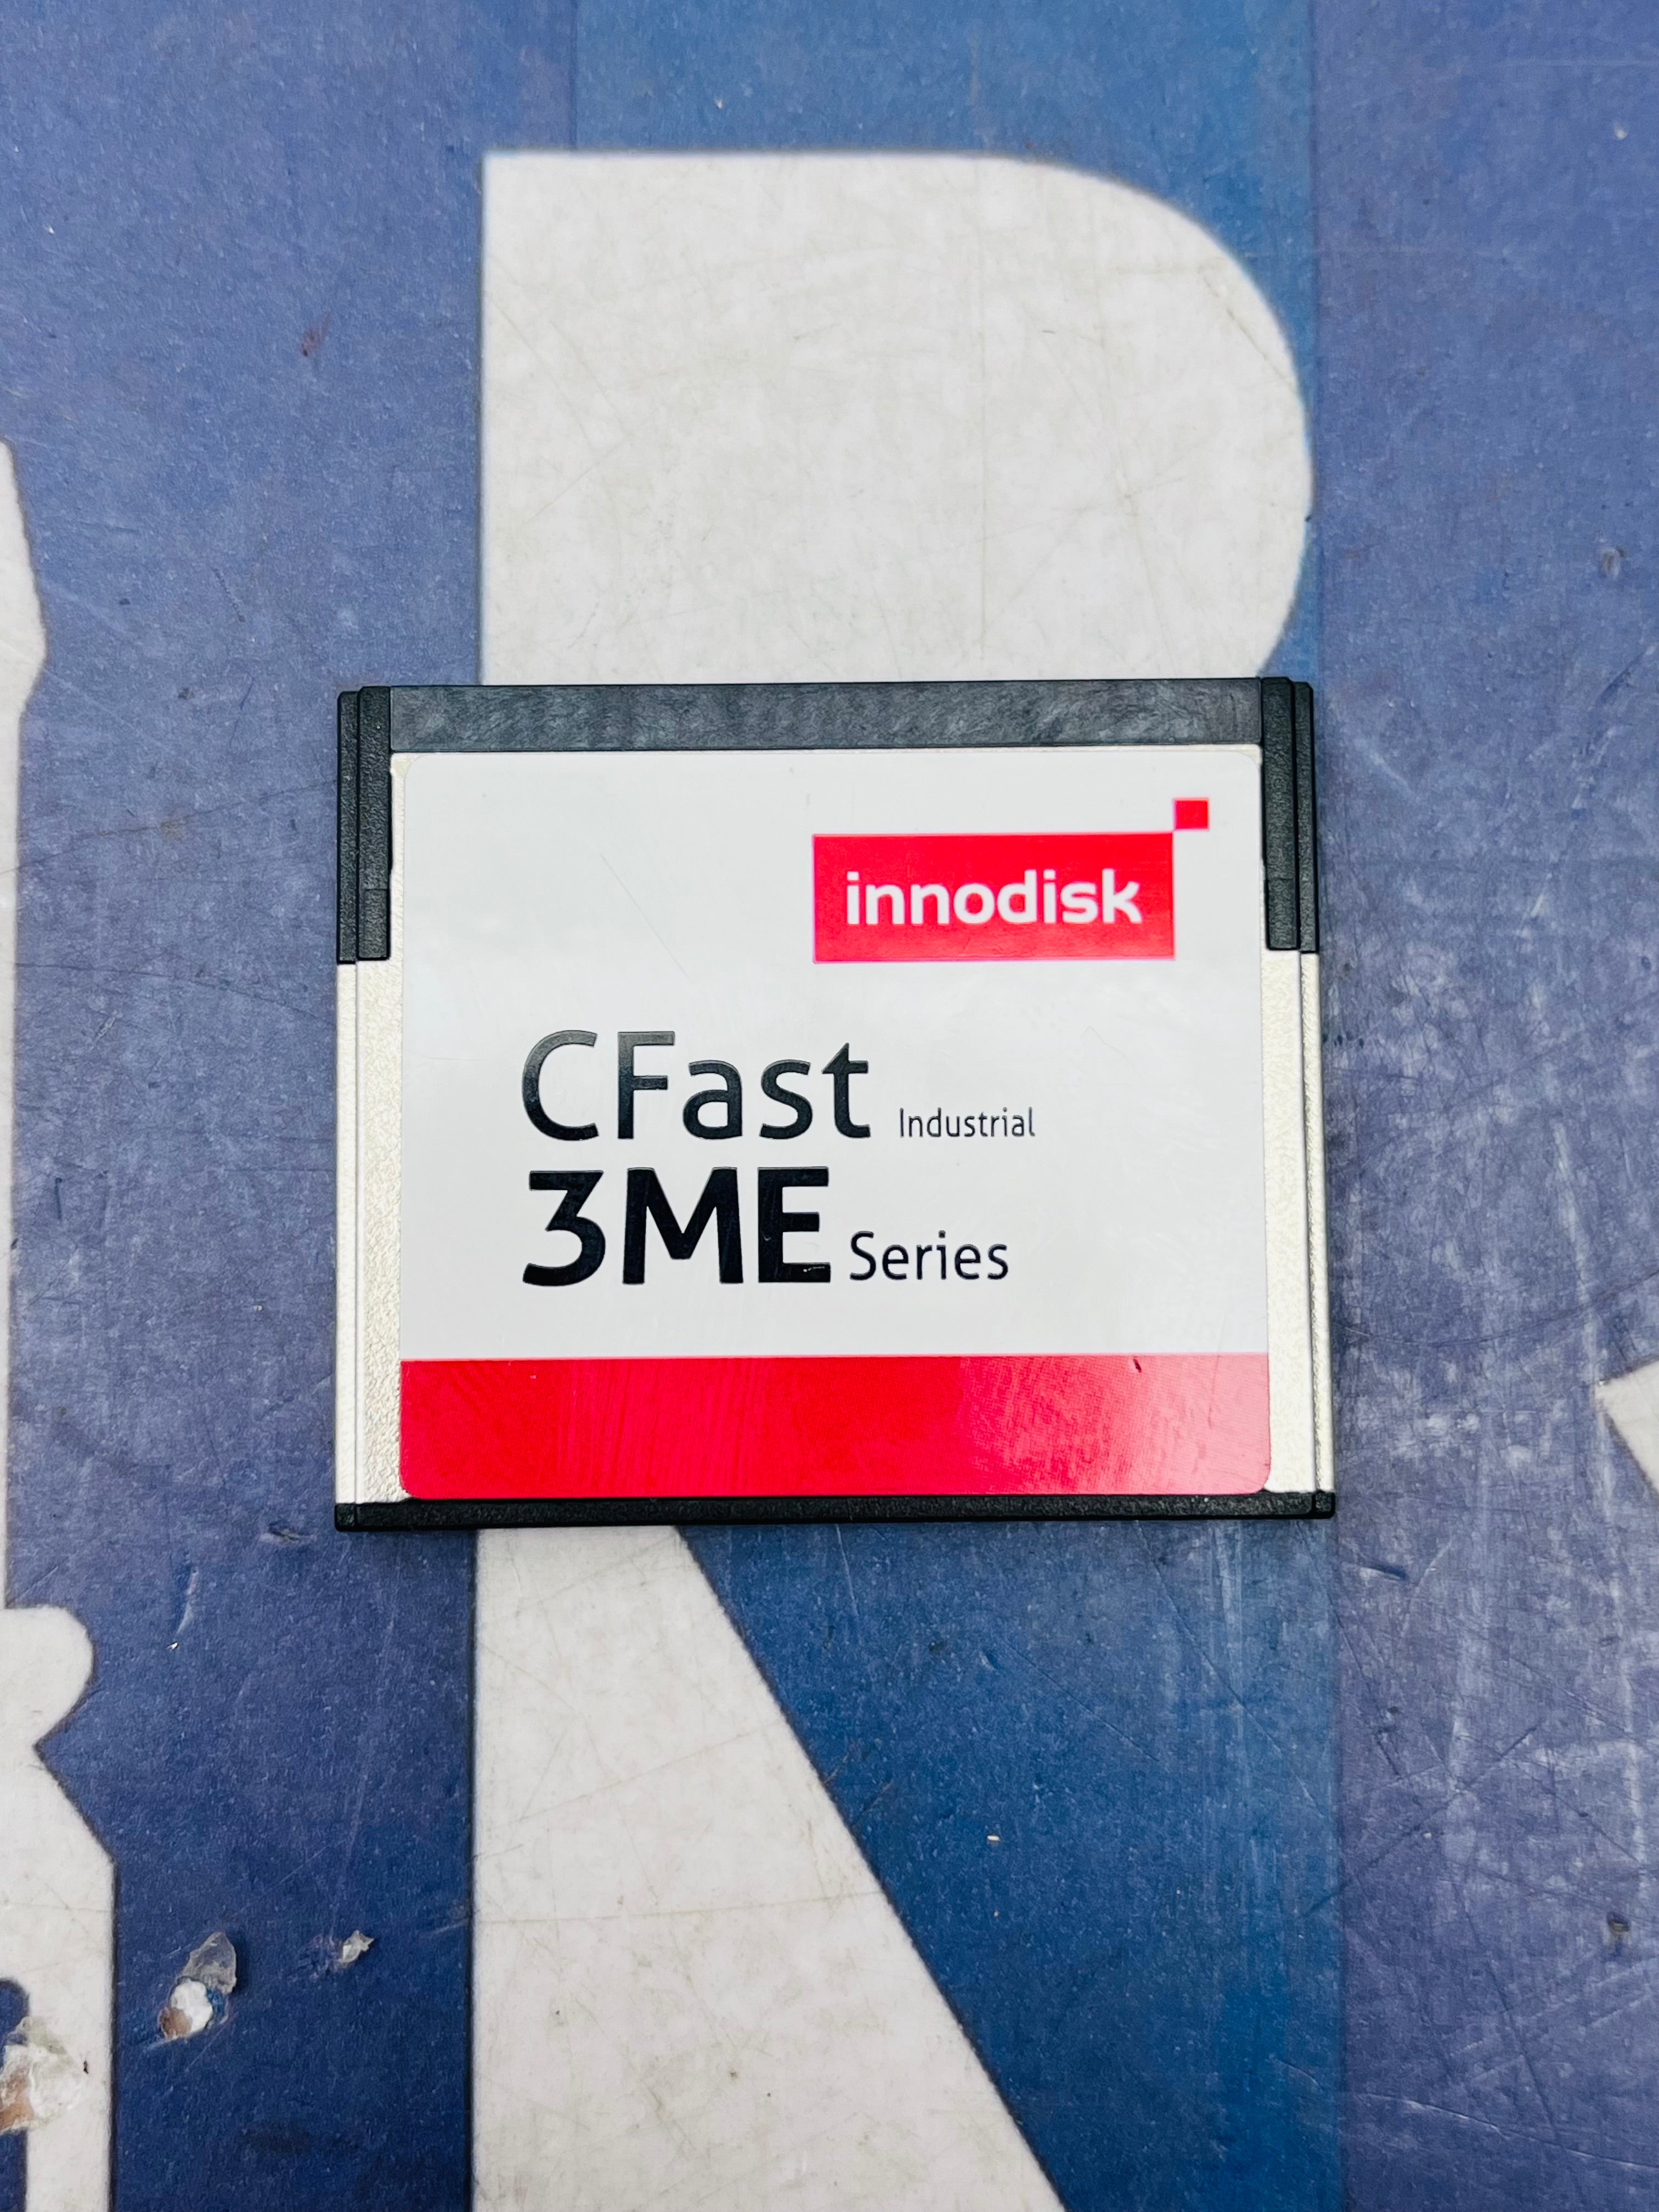 innodisk
CFast Industrial
3ME Series